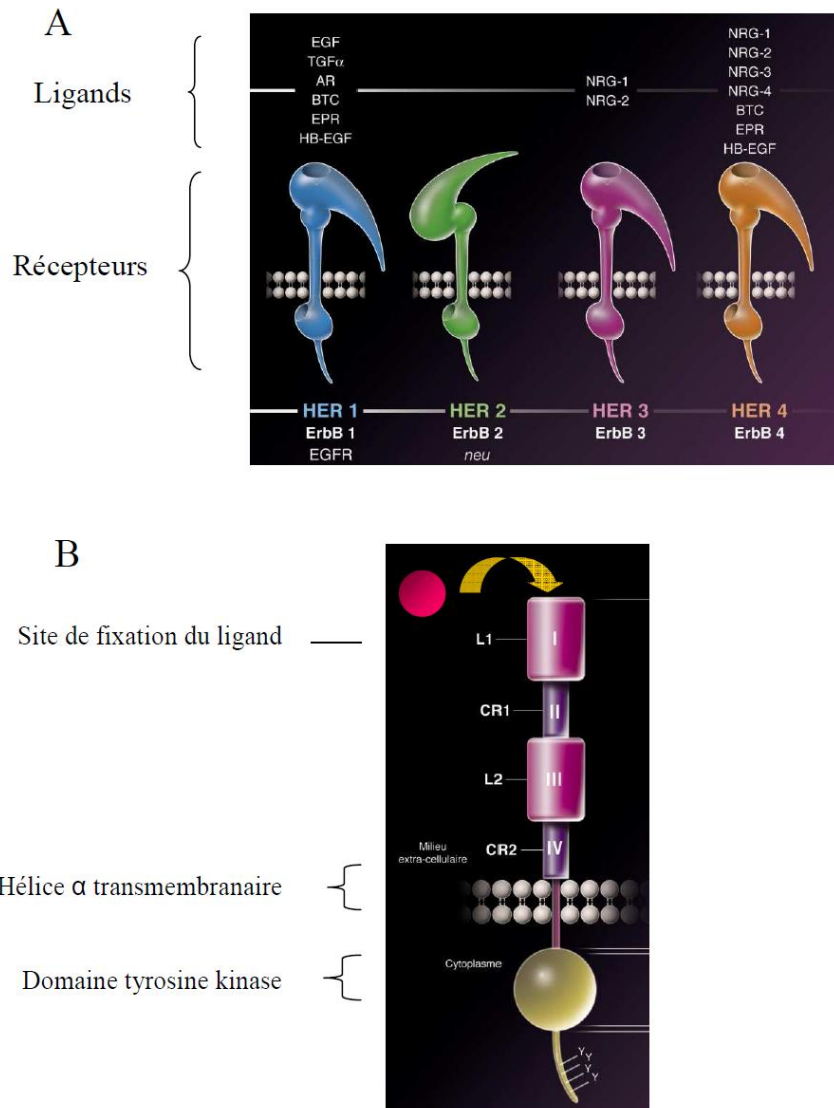 A
Ligands
EGF
TGFα
AR
BTC
EPR
HB-EGF
NRG-1
NRG-2
NRG-1
NRG-2
NRG-3
NRG-4
BTC
EPR
HB-EGF
Récepteurs
HER 1 HER 2 HER 3 HER 4
ErbB 1 ErbB 2 ErbB 3 ErbB 4
EGFR neu
B
Site de fixation du ligand
L1 I
CR1 II
L2 III
Milieu
extra-cellulaire
CR2 IV
Hélice α transmembranaire
Cytoplasme
Domaine tyrosine kinase
Y
Y
Y
Y
Y